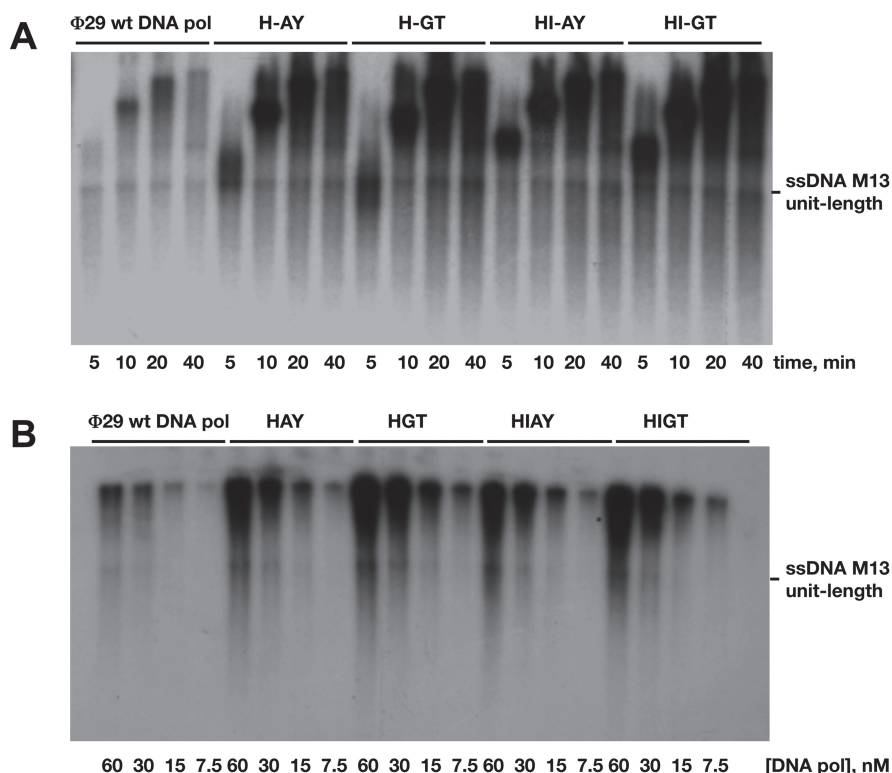 A
Φ29 wt DNA pol H-AY H-GT HI-AY HI-GT
ssDNA M13
unit-length
5 10 20 40 5 10 20 40 5 10 20 40 5 10 20 40 5 10 20 40 time, min
B
Φ29 wt DNA pol HAY HGT HIAY HIGT
ssDNA M13
unit-length
60 30 15 7.5 60 30 15 7.5 60 30 15 7.5 60 30 15 7.5 60 30 15 7.5 [DNA pol], nM